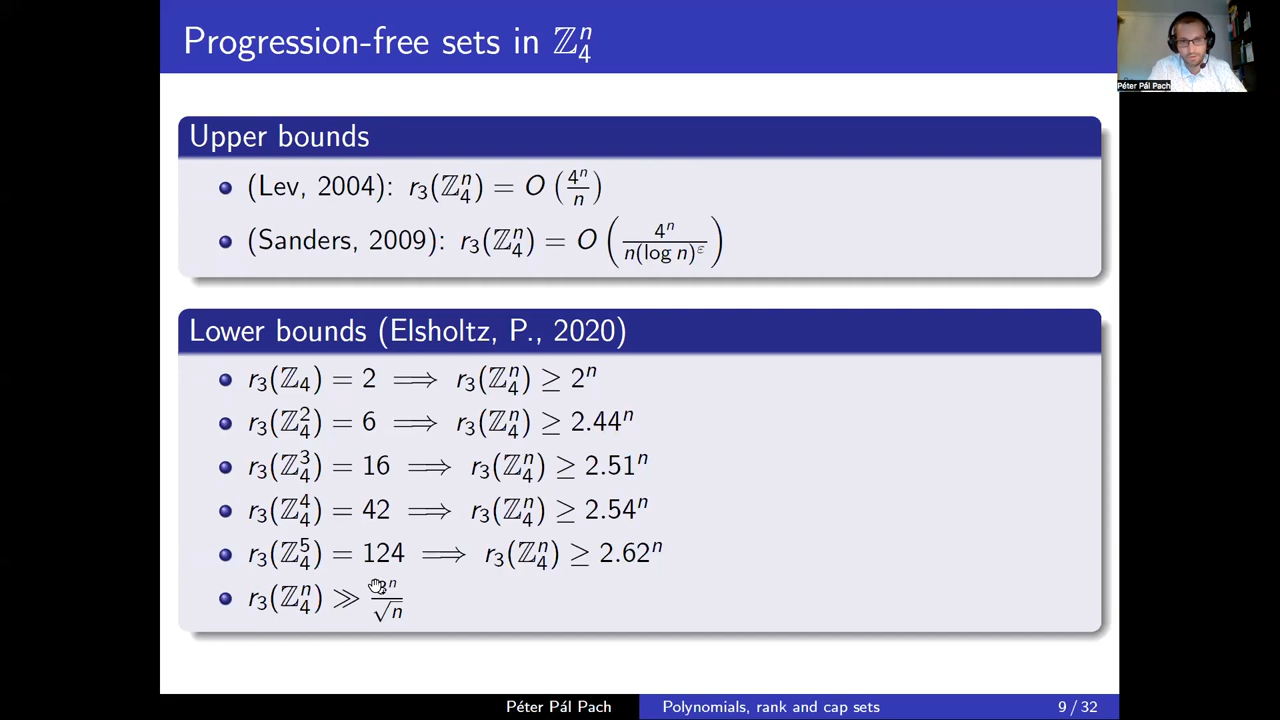 Progression-free sets in ℤ₄ⁿ
Péter Pál Pach
Upper bounds
(Lev, 2004): r₃(ℤ₄ⁿ) = O(4ⁿ/n)
(Sanders, 2009): r₃(ℤ₄ⁿ) = O(4ⁿ/(n(log n)^ε))
Lower bounds (Elsholtz, P., 2020)
r₃(ℤ₄) = 2 ⟹ r₃(ℤ₄ⁿ) ≥ 2ⁿ
r₃(ℤ₄²) = 6 ⟹ r₃(ℤ₄ⁿ) ≥ 2.44ⁿ
r₃(ℤ₄³) = 16 ⟹ r₃(ℤ₄ⁿ) ≥ 2.51ⁿ
r₃(ℤ₄⁴) = 42 ⟹ r₃(ℤ₄ⁿ) ≥ 2.54ⁿ
r₃(ℤ₄⁵) = 124 ⟹ r₃(ℤ₄ⁿ) ≥ 2.62ⁿ
r₃(ℤ₄ⁿ) ≫ 3ⁿ/√n
Péter Pál Pach Polynomials, rank and cap sets 9 / 32